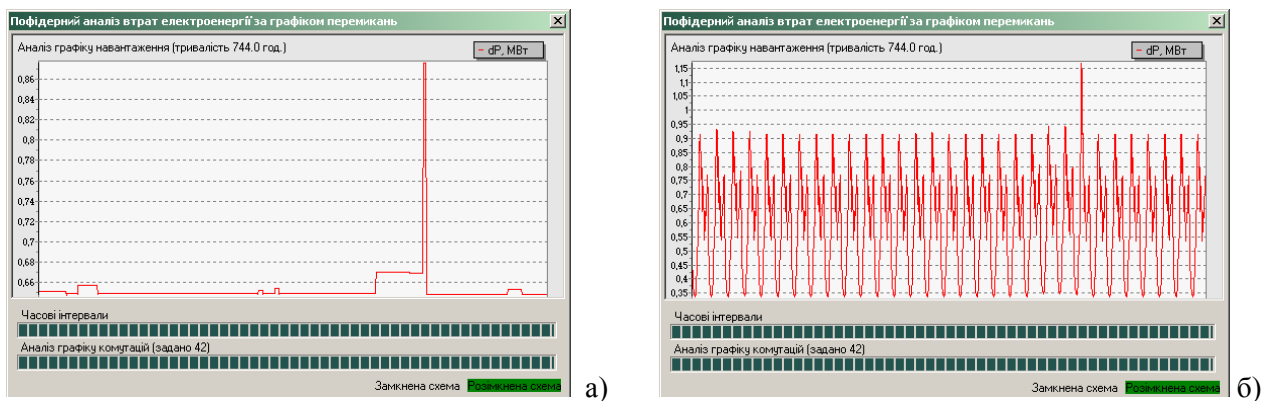 Пофідерний аналіз втрат електроенергії за графіком перемикань
Аналіз графіку навантаження (тривалість 744.0 год.)
dP, МВт
0,86
0,84
0,82
0,8
0,78
0,76
0,74
0,72
0,7
0,68
0,66
Часові інтервали
Аналіз графіку комутацій (задано 42)
Замкнена схема Розімкнена схема
а)
Пофідерний аналіз втрат електроенергії за графіком перемикань
Аналіз графіку навантаження (тривалість 744.0 год.)
dP, МВт
1,15
1,1
1,05
1
0,95
0,9
0,85
0,8
0,75
0,7
0,65
0,6
0,55
0,5
0,45
0,4
0,35
Часові інтервали
Аналіз графіку комутацій (задано 42)
Замкнена схема Розімкнена схема
б)